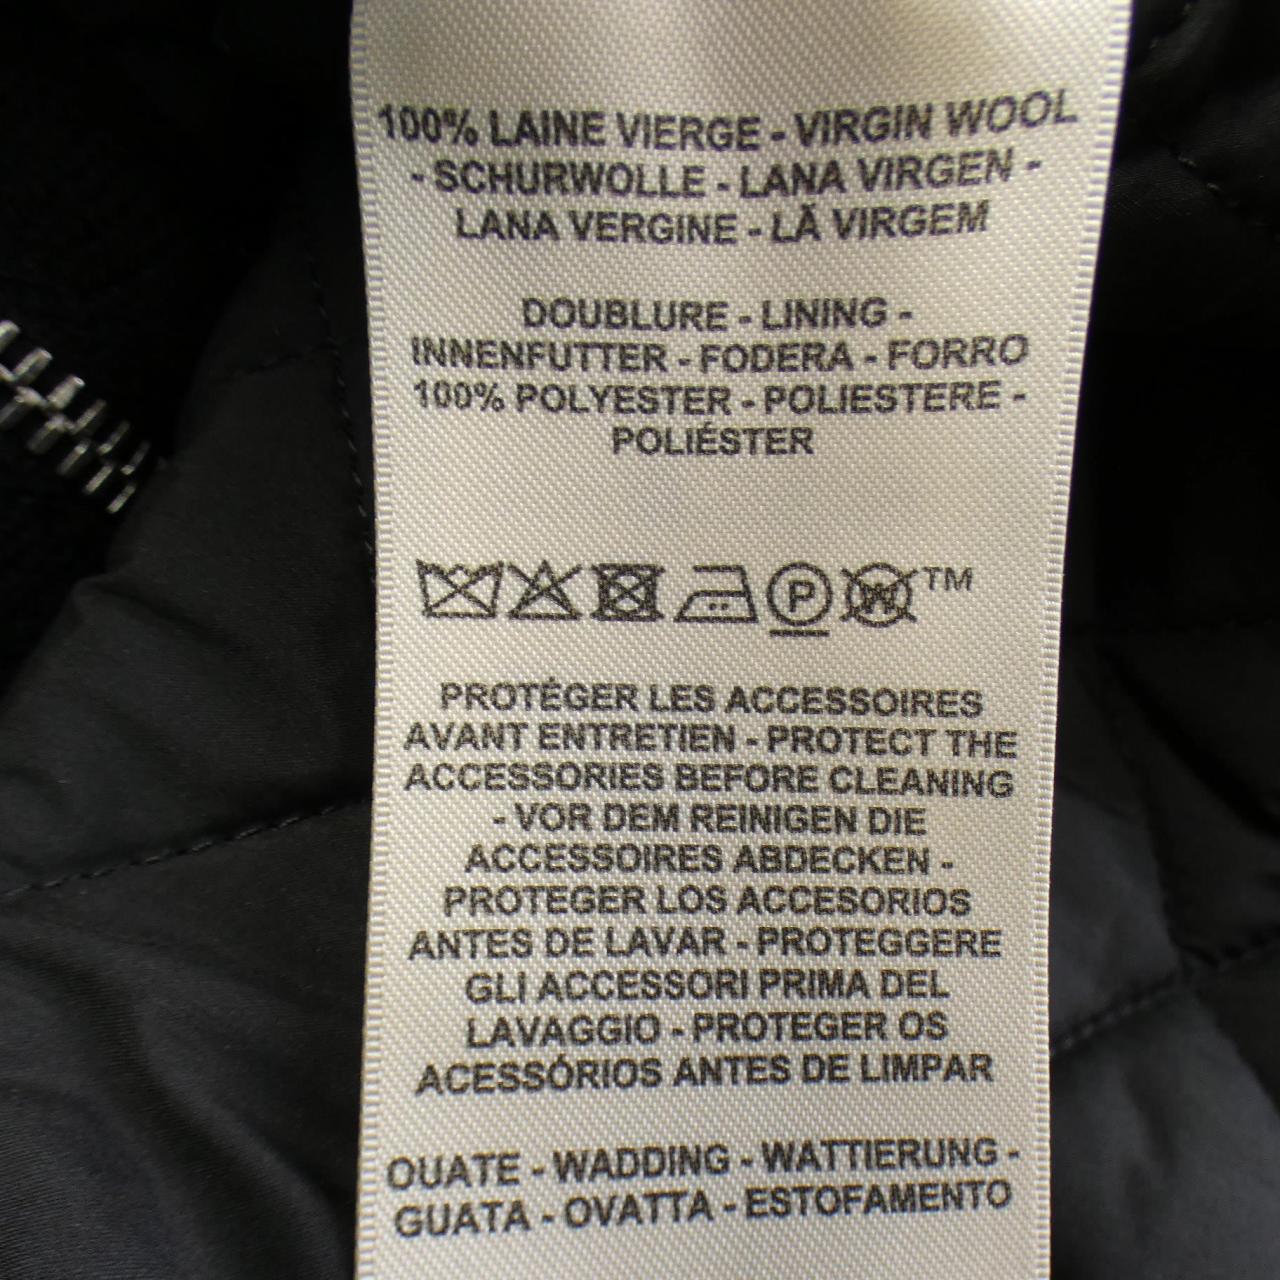 100% LAINE VIERGE - VIRGIN WOOL
- SCHURWOLLE - LANA VIRGEN -
LANA VERGINE - LÃ VIRGEM
DOUBLURE - LINING -
INNENFUTTER - FODERA - FORRO
100% POLYESTER - POLIESTERE -
POLIÉSTER
P W TM
PROTÉGER LES ACCESSOIRES
AVANT ENTRETIEN - PROTECT THE
ACCESSORIES BEFORE CLEANING
- VOR DEM REINIGEN DIE
ACCESSOIRES ABDECKEN -
PROTEGER LOS ACCESORIOS
ANTES DE LAVAR - PROTEGGERE
GLI ACCESSORI PRIMA DEL
LAVAGGIO - PROTEGER OS
ACESSÓRIOS ANTES DE LIMPAR
OUATE - WADDING - WATTIERUNG -
GUATA - OVATTA - ESTOFAMENTO